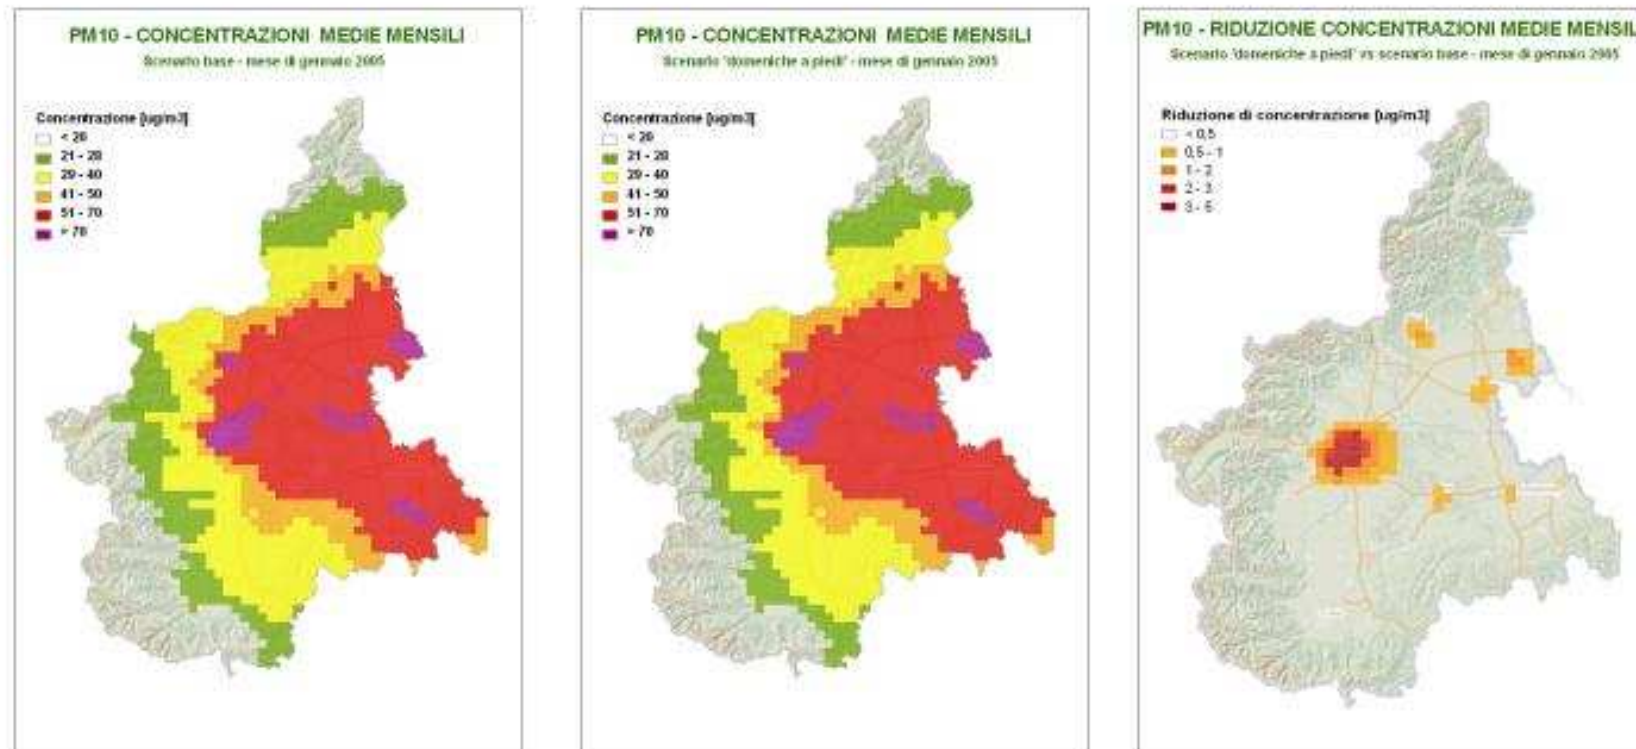 PM10 - CONCENTRAZIONI MEDIE MENSILI
Scenario base - mese di gennaio 2005
Concentrazione [ug/m3]
< 20
21 - 28
29 - 40
41 - 50
51 - 70
> 70
PM10 - CONCENTRAZIONI MEDIE MENSILI
Scenario 'domeniche a piedi' - mese di gennaio 2005
Concentrazione [ug/m3]
< 20
21 - 28
29 - 40
41 - 50
51 - 70
> 70
PM10 - RIDUZIONE CONCENTRAZIONI MEDIE MENSIL
Scenario 'domeniche a piedi' vs scenario base - mese di gennaio 2005
Riduzione di concentrazione [ug/m3]
< 0,5
0,5 - 1
1 - 2
2 - 3
3 - 5